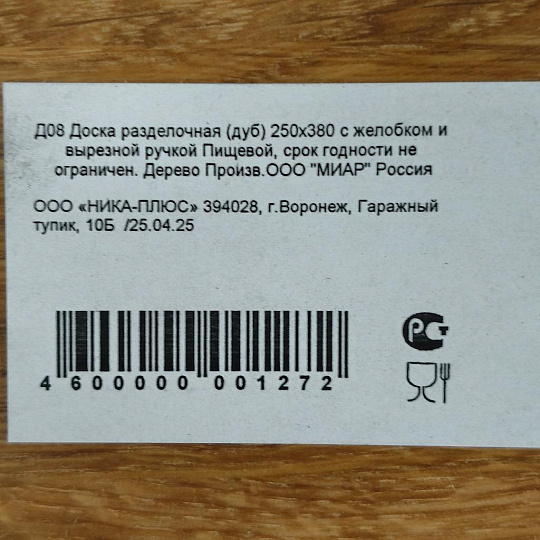 Д08 Доска разделочная (дуб) 250х380 с желобком и
вырезной ручкой Пищевой, срок годности не
ограничен. Дерево Произв.ООО "МИАР" Россия
ООО «НИКА-ПЛЮС» 394028, г.Воронеж, Гаражный
тупик, 10Б /25.04.25
4 600000 001272
РСТ